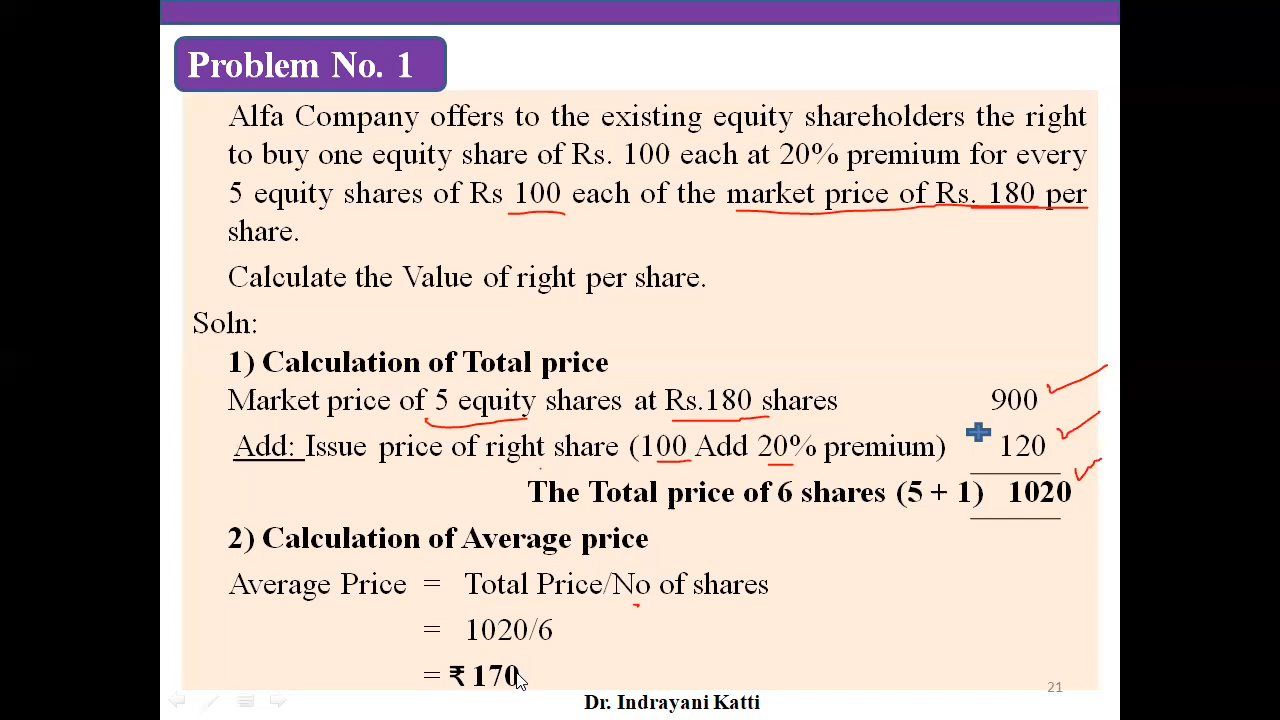 Problem No. 1
Alfa Company offers to the existing equity shareholders the right
to buy one equity share of Rs. 100 each at 20% premium for every
5 equity shares of Rs 100 each of the market price of Rs. 180 per
share.
Calculate the Value of right per share.
Soln:
1) Calculation of Total price
Market price of 5 equity shares at Rs.180 shares 900
Add: Issue price of right share (100 Add 20% premium) + 120
The Total price of 6 shares (5 + 1) 1020
2) Calculation of Average price
Average Price = Total Price/No of shares
= 1020/6
= ₹ 170
21
Dr. Indrayani Katti